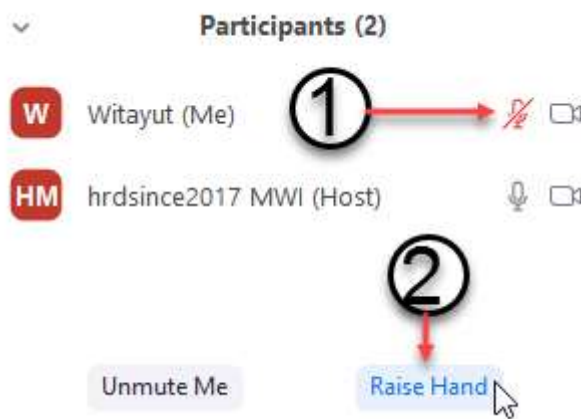 Participants (2)
W Witayut (Me) 1
HM hrdsince2017 MWI (Host)
2
Unmute Me Raise Hand